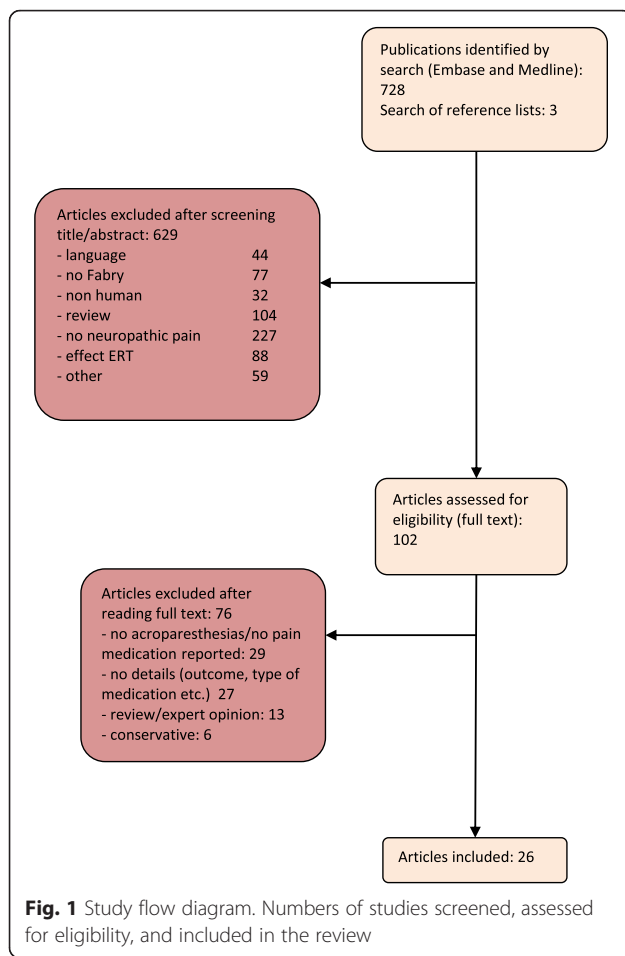 Publications identified by
search (Embase and Medline):
728
Search of reference lists: 3
Articles excluded after screening
title/abstract: 629
- language 44
- no Fabry 77
- non human 32
- review 104
- no neuropathic pain 227
- effect ERT 88
- other 59
Articles assessed for
eligibility (full text):
102
Articles excluded after
reading full text: 76
- no acroparesthesias/no pain
medication reported: 29
- no details (outcome, type of
medication etc.) 27
- review/expert opinion: 13
- conservative: 6
Articles included: 26
Fig. 1 Study flow diagram. Numbers of studies screened, assessed
for eligibility, and included in the review